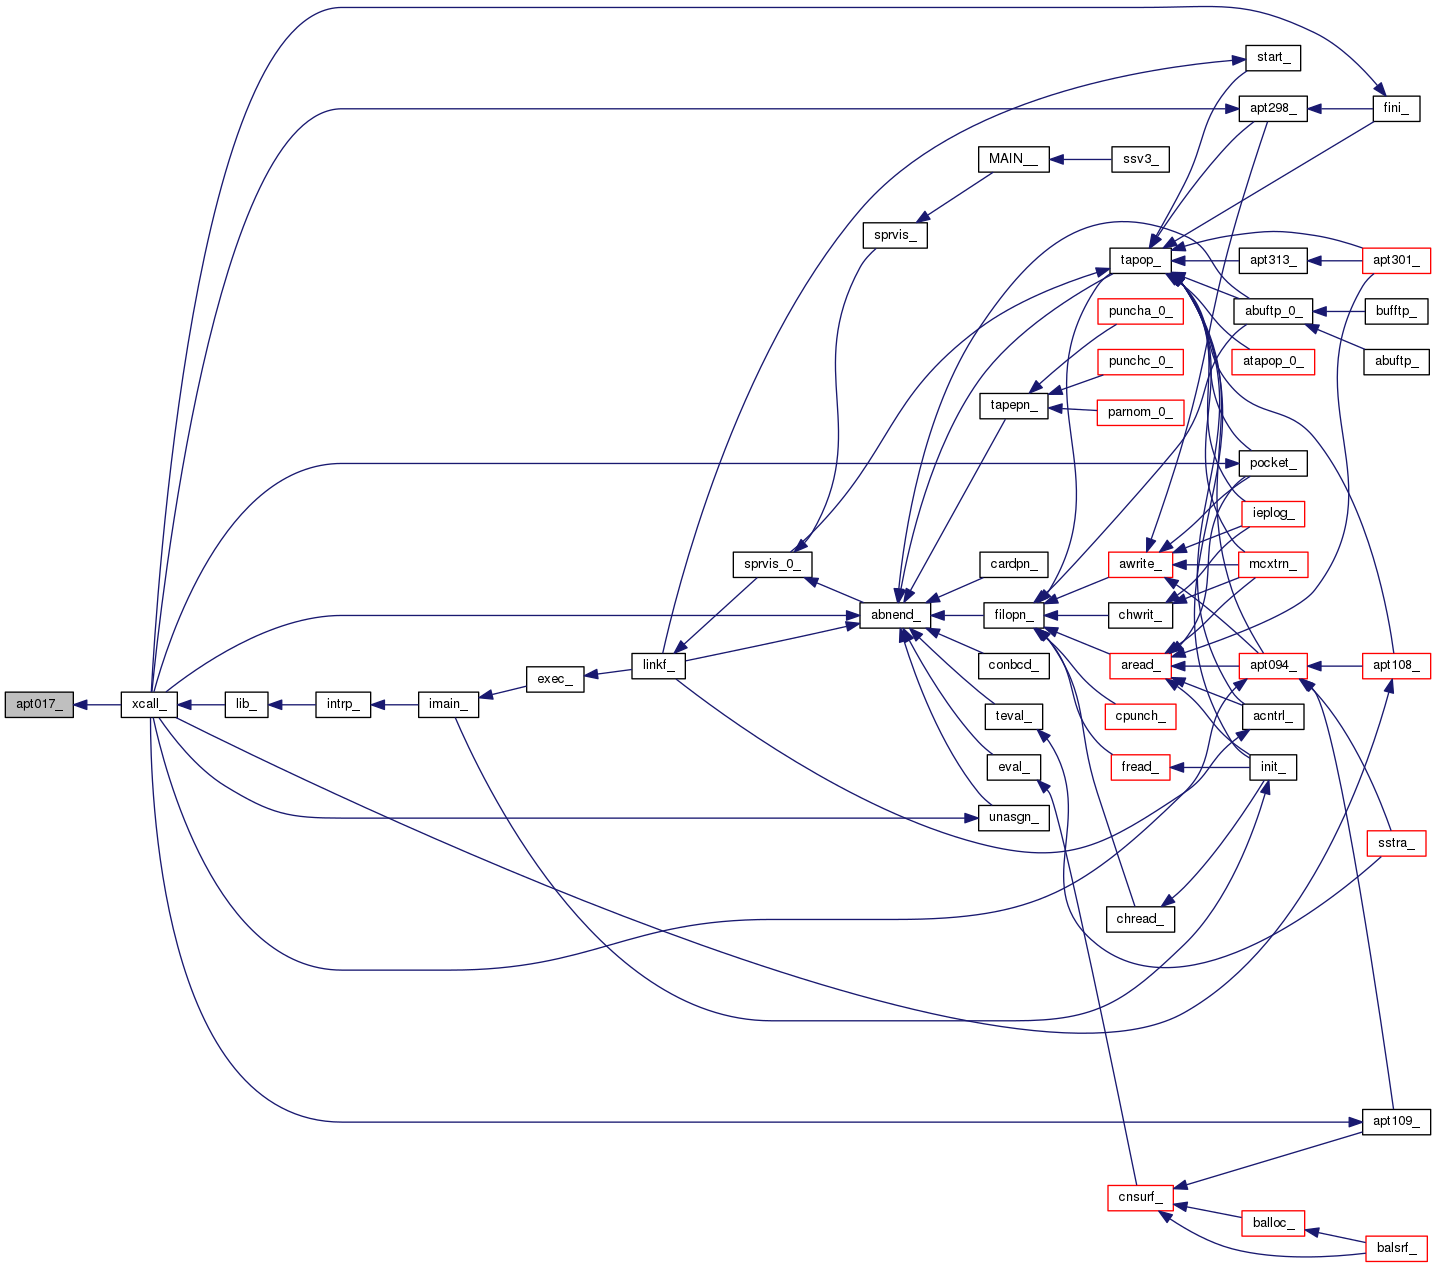 start_
apt298_
fini_
MAIN__
ssv3_
sprvis_
tapop_
apt313_
apt301_
puncha_0_
abuftp_0_
bufftp_
punchc_0_
atapop_0_
abuftp_
tapepn_
parnom_0_
pocket_
ieplog_
sprvis_0_
cardpn_
awrite_
mcxtrn_
abnend_
filopn_
chwrit_
linkf_
conbcd_
aread_
apt094_
apt108_
exec_
apt017_
xcall_
lib_
intrp_
imain_
teval_
cpunch_
acntrl_
eval_
fread_
init_
unasgn_
sstra_
chread_
apt109_
cnsurf_
balloc_
balsrf_